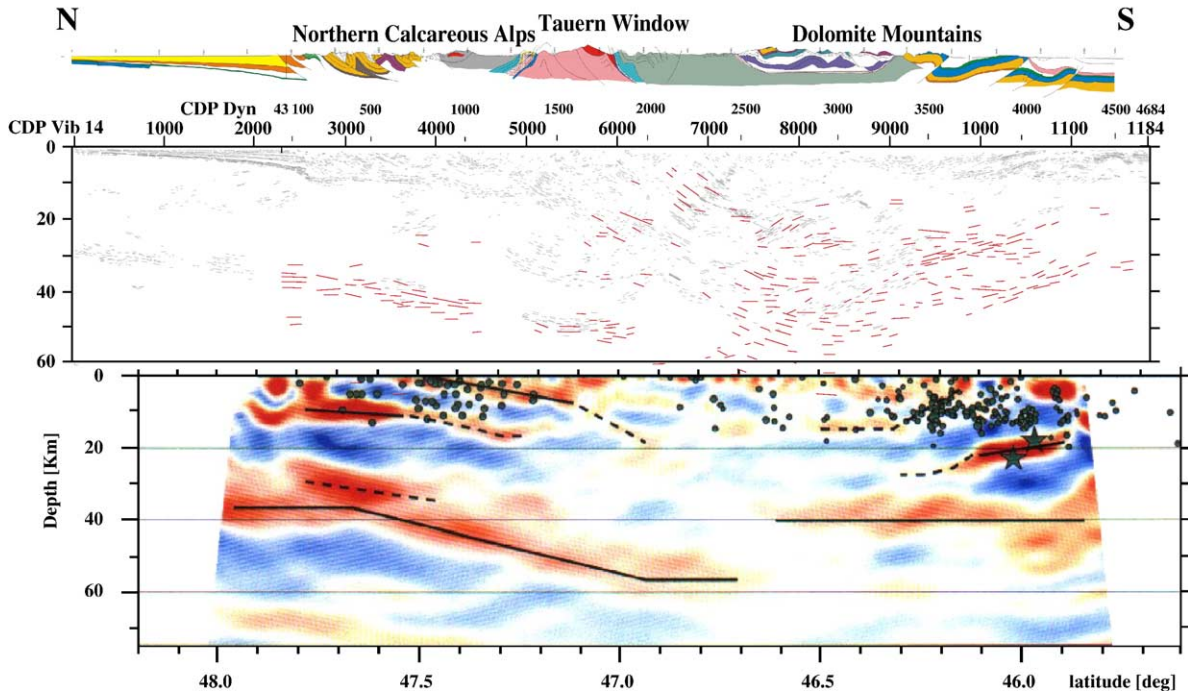 N
S
Northern Calcareous Alps
Tauern Window
Dolomite Mountains
CDP Dyn 43 100 500 1000 1500 2000 2500 3000 3500 4000 4500 4684
CDP Vib 14 1000 2000 3000 4000 5000 6000 7000 8000 9000 1000 1100 1184
0
20
40
60
0
20
40
60
Depth [Km]
48.0 47.5 47.0 46.5 46.0 latitude [deg]